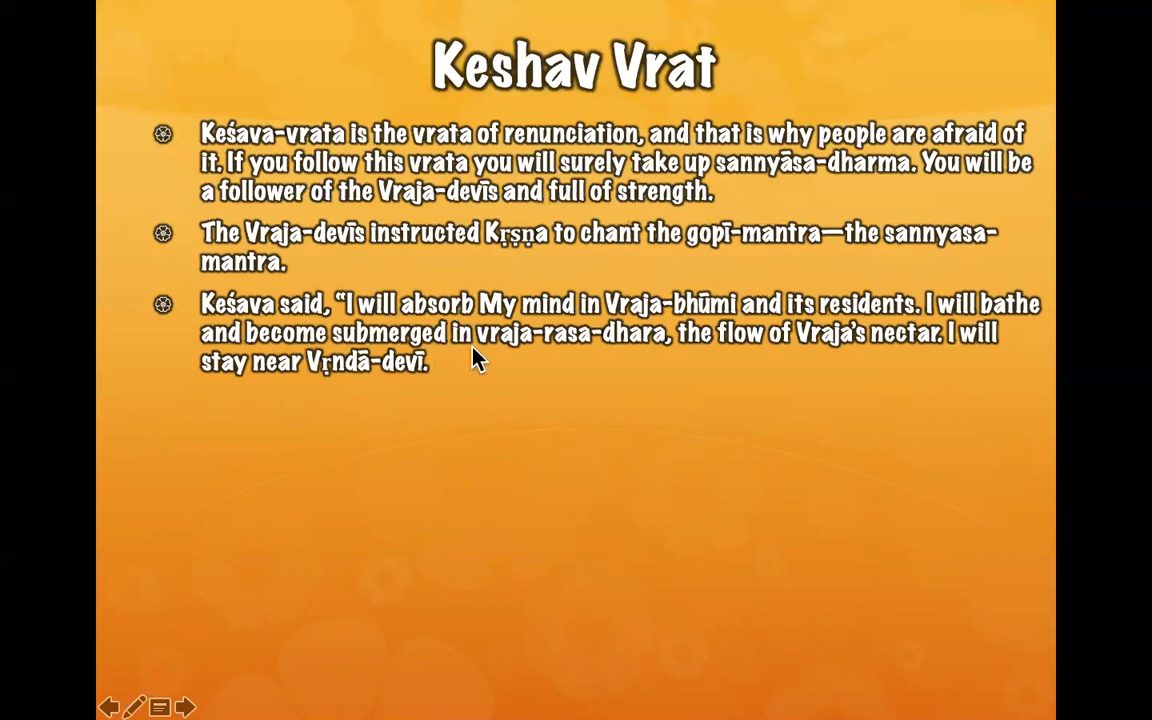 Keshav Vrat
Keśava-vrata is the vrata of renunciation, and that is why people are afraid of
it. If you follow this vrata you will surely take up sannyāsa-dharma. You will be
a follower of the Vraja-devīs and full of strength.
The Vraja-devīs instructed Kṛṣṇa to chant the gopī-mantra—the sannyasa-
mantra.
Keśava said, “I will absorb My mind in Vraja-bhūmi and its residents. I will bathe
and become submerged in vraja-rasa-dhara, the flow of Vraja’s nectar. I will
stay near Vṛndā-devī.